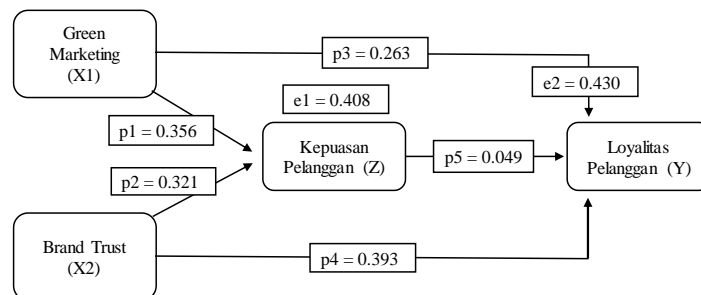 Green
Marketing
(X1)
p3 = 0.263
e2 = 0.430
e1 = 0.408
p1 = 0.356
Kepuasan
Pelanggan (Z)
p5 = 0.049
Loyalitas
Pelanggan (Y)
p2 = 0.321
Brand Trust
(X2)
p4 = 0.393